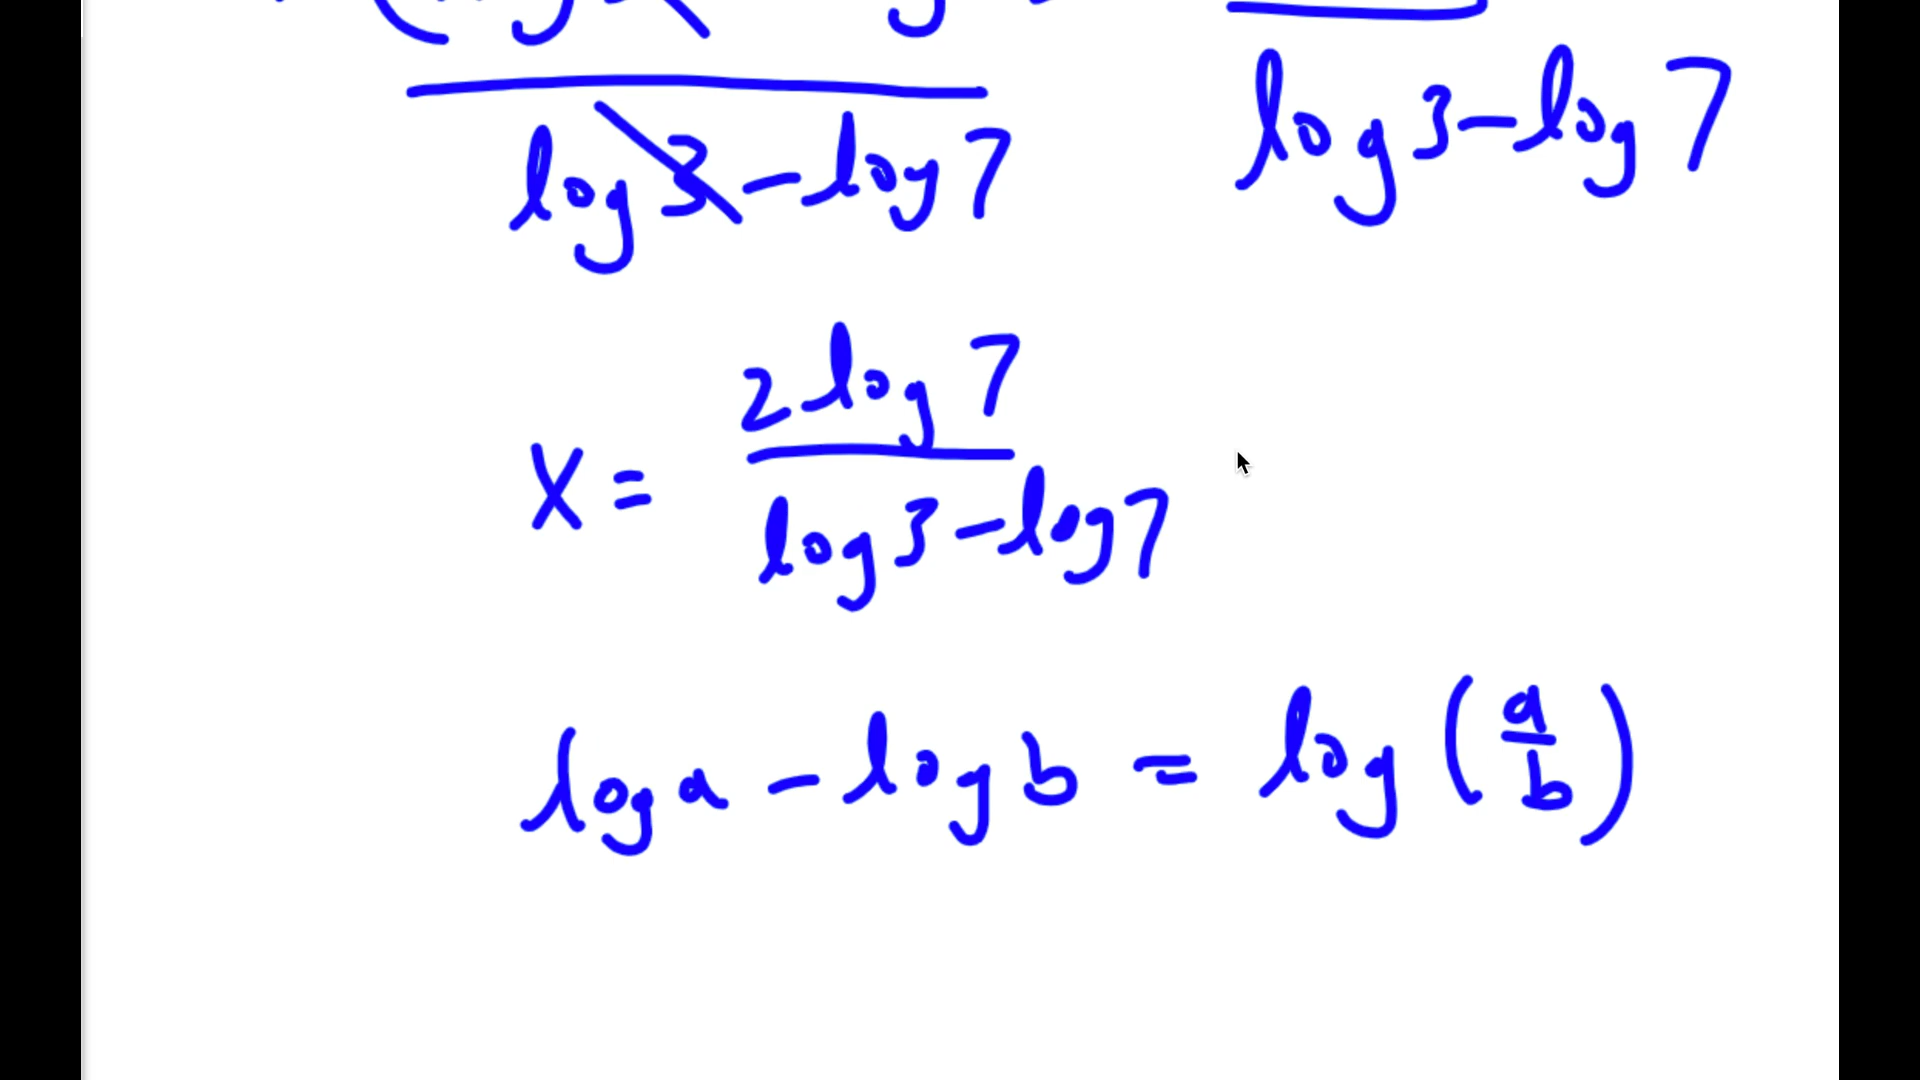 log 3 - log 7
log 3 - log 7
x = 2 log 7 / log 3 - log 7
log a - log b = log (a/b)